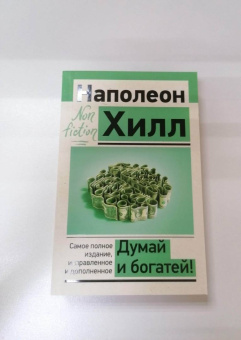 Наполеон
Non
fiction
Хилл
Самое полное
издание,
исправленное
и дополненное
Думай
и богатей!